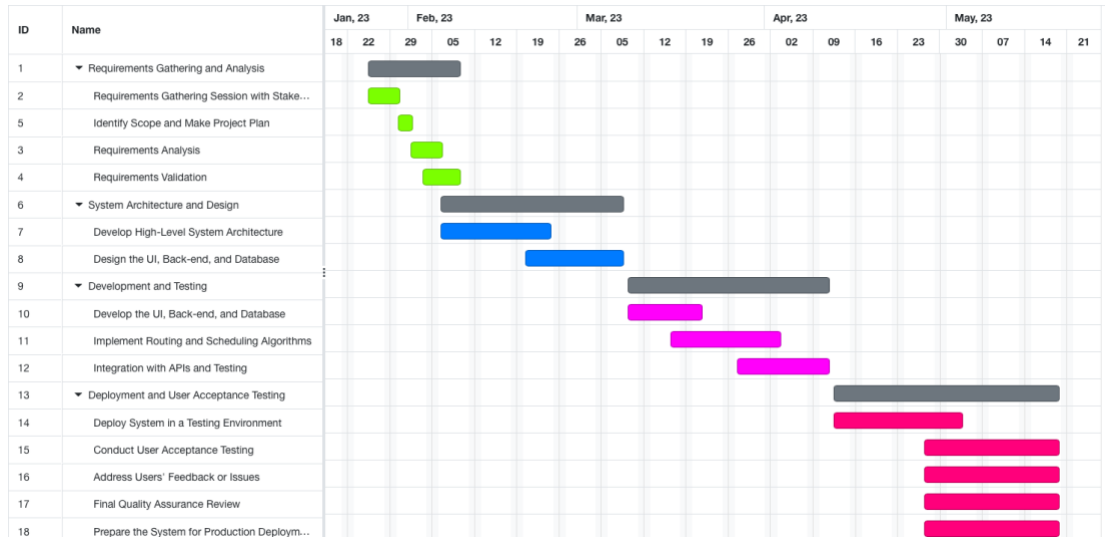 ID Name Jan, 23 Feb, 23 Mar, 23 Apr, 23 May, 23
18 22 29 05 12 19 26 05 12 19 26 02 09 16 23 30 07 14 21
1 Requirements Gathering and Analysis
2 Requirements Gathering Session with Stake...
5 Identify Scope and Make Project Plan
3 Requirements Analysis
4 Requirements Validation
6 System Architecture and Design
7 Develop High-Level System Architecture
8 Design the UI, Back-end, and Database
9 Development and Testing
10 Develop the UI, Back-end, and Database
11 Implement Routing and Scheduling Algorithms
12 Integration with APIs and Testing
13 Deployment and User Acceptance Testing
14 Deploy System in a Testing Environment
15 Conduct User Acceptance Testing
16 Address Users' Feedback or Issues
17 Final Quality Assurance Review
18 Prepare the System for Production Deploym...